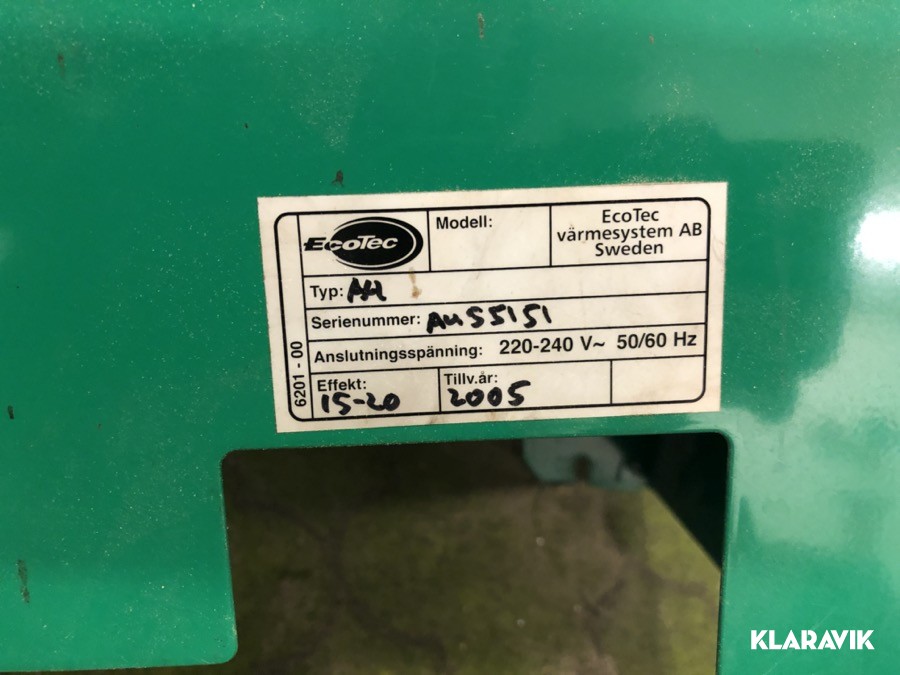 EcoTec
Modell:
EcoTec
värmesystem AB
Sweden
Typ:
Serienummer: AU55151
Anslutningsspänning: 220-240 V~ 50/60 Hz
Effekt: 15-20
Tillv.år: 2005
6201-00
KLARAVIK